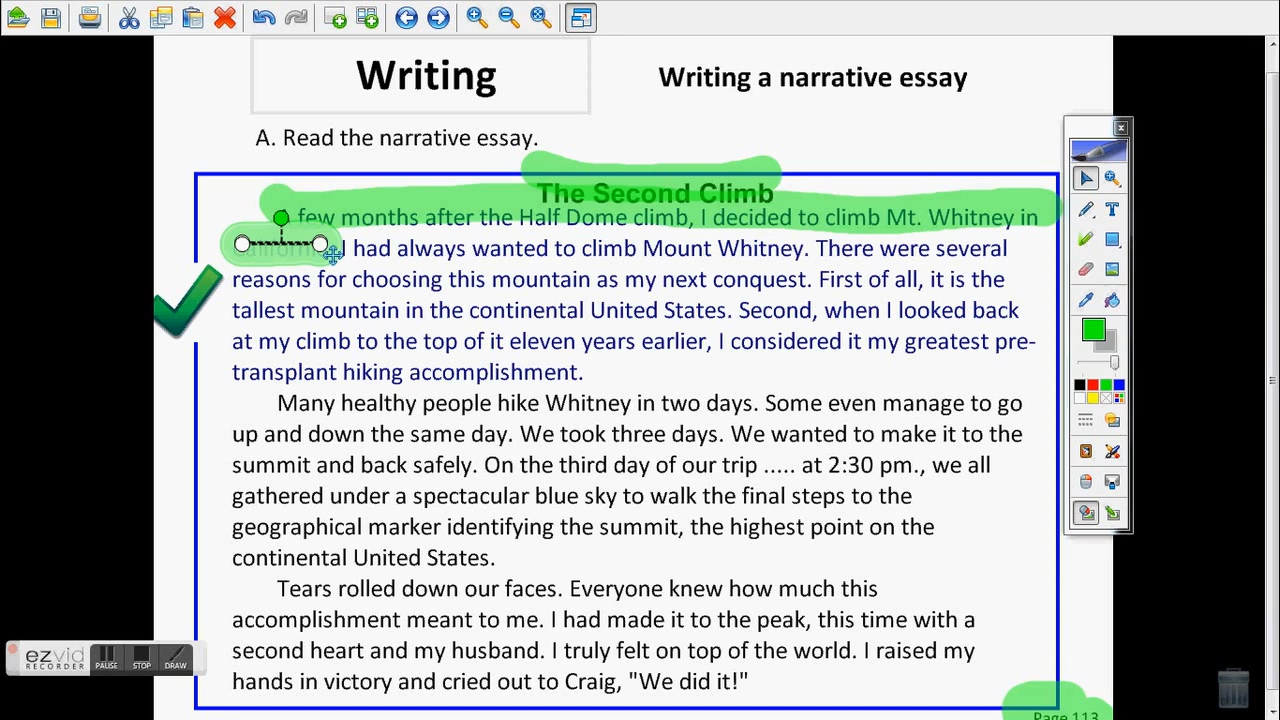 Writing
Writing a narrative essay
A. Read the narrative essay.
The Second Climb
few months after the Half Dome climb, I decided to climb Mt. Whitney in
I had always wanted to climb Mount Whitney. There were several
reasons for choosing this mountain as my next conquest. First of all, it is the
tallest mountain in the continental United States. Second, when I looked back
at my climb to the top of it eleven years earlier, I considered it my greatest pre-
transplant hiking accomplishment.
Many healthy people hike Whitney in two days. Some even manage to go
up and down the same day. We took three days. We wanted to make it to the
summit and back safely. On the third day of our trip ..... at 2:30 pm., we all
gathered under a spectacular blue sky to walk the final steps to the
geographical marker identifying the summit, the highest point on the
continental United States.
Tears rolled down our faces. Everyone knew how much this
accomplishment meant to me. I had made it to the peak, this time with a
second heart and my husband. I truly felt on top of the world. I raised my
hands in victory and cried out to Craig, "We did it!"
Page 113
ezvid
RECORDER
PAUSE
STOP
DRAW